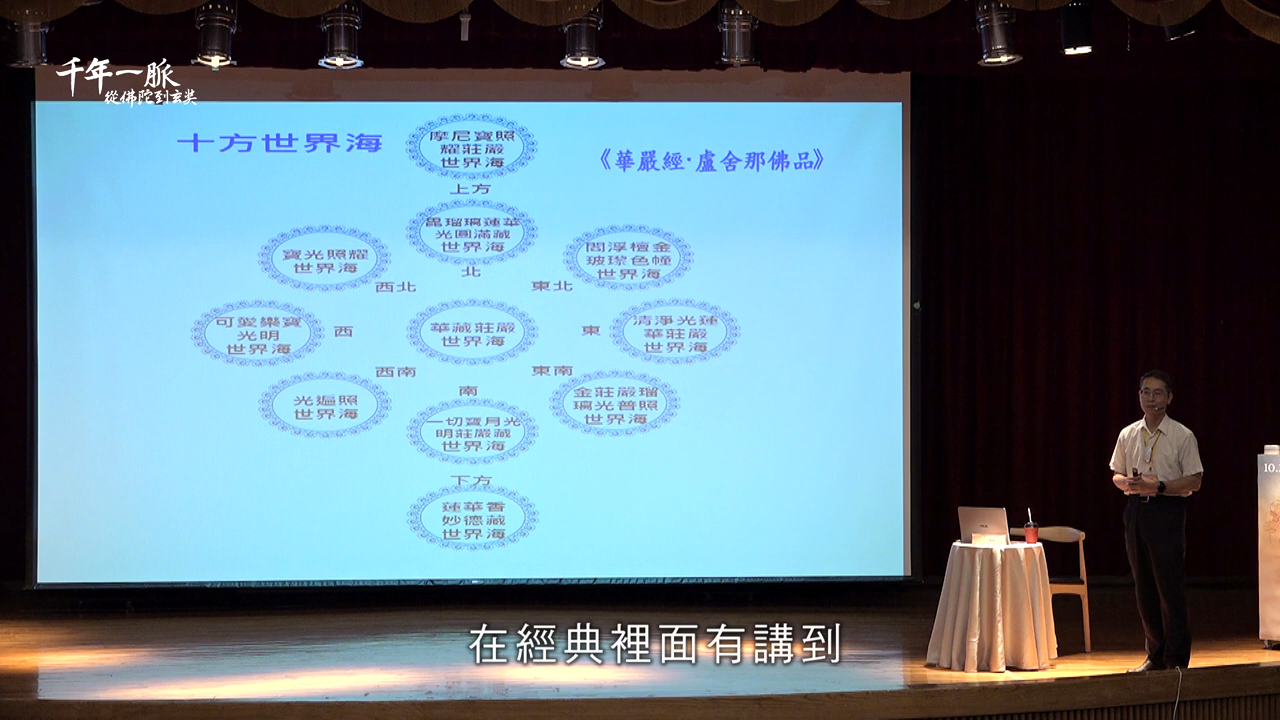 千年一脈
從佛陀到玄奘
十方世界海
《華嚴經·盧舍那佛品》
摩尼寶照
耀莊嚴
世界海
上方
毘瑠璃蓮華
光圓滿藏
世界海
北
寶光照耀
世界海
西北
閻浮檀金
玻瓈色幢
世界海
東北
可愛樂寶
光明
世界海
西
華藏莊嚴
世界海
東
清淨光蓮
華莊嚴
世界海
西南
光遍照
世界海
南
一切寶月光
明莊嚴藏
世界海
東南
金莊嚴瑠
璃光普照
世界海
下方
蓮華香
妙德藏
世界海
在經典裡面有講到